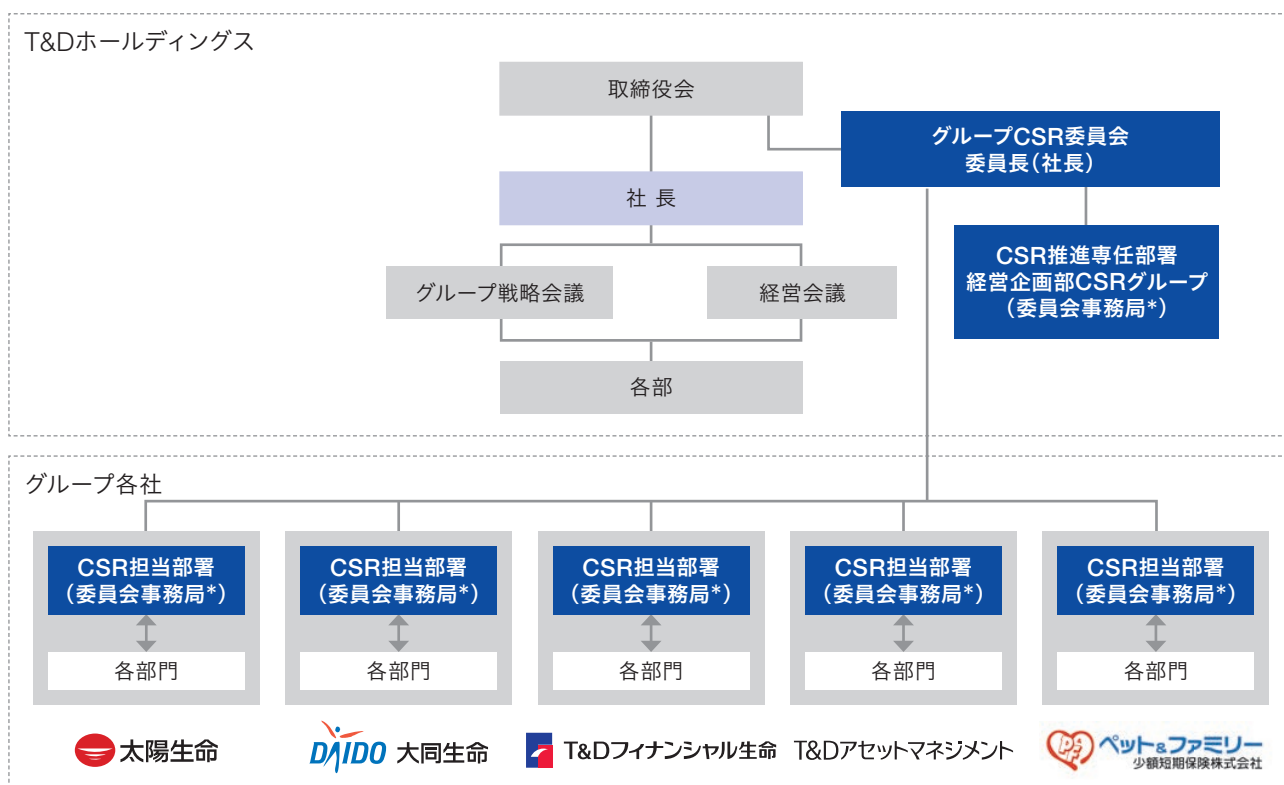 T&Dホールディングス
取締役会
グループCSR委員会
委員長(社長)
社 長
CSR推進専任部署
経営企画部CSRグループ
(委員会事務局*)
グループ戦略会議
経営会議
各部
グループ各社
CSR担当部署
(委員会事務局*)
各部門
太陽生命
CSR担当部署
(委員会事務局*)
各部門
DAIDO 大同生命
CSR担当部署
(委員会事務局*)
各部門
T&Dフィナンシャル生命
CSR担当部署
(委員会事務局*)
各部門
T&Dアセットマネジメント
CSR担当部署
(委員会事務局*)
各部門
P&F
ペット&ファミリー
少額短期保険株式会社